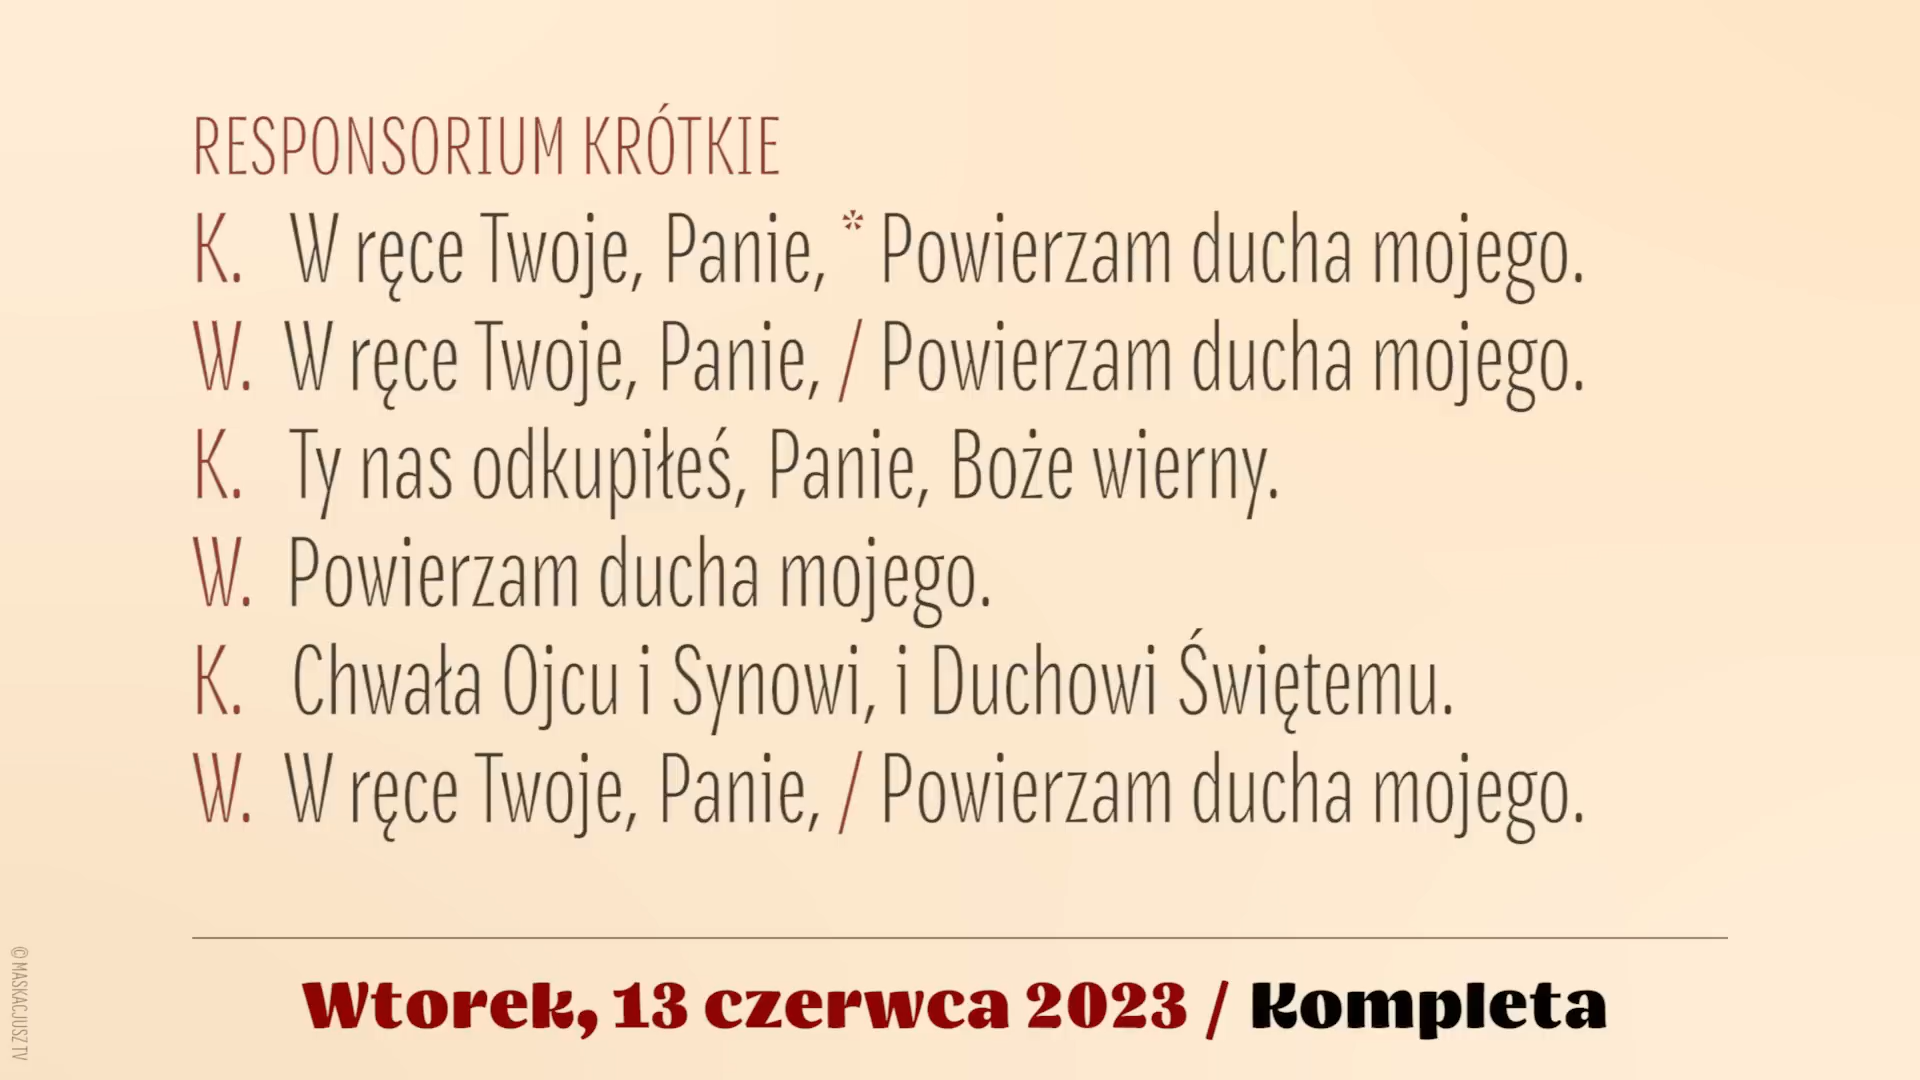 RESPONSORIUM KRÓTKIE
K. W ręce Twoje, Panie, * Powierzam ducha mojego.
W. W ręce Twoje, Panie, / Powierzam ducha mojego.
K. Ty nas odkupiłeś, Panie, Boże wierny.
W. Powierzam ducha mojego.
K. Chwała Ojcu i Synowi, i Duchowi Świętemu.
W. W ręce Twoje, Panie, / Powierzam ducha mojego.
Wtorek, 13 czerwca 2023 / Kompleta
© MASKACJUSZ TV